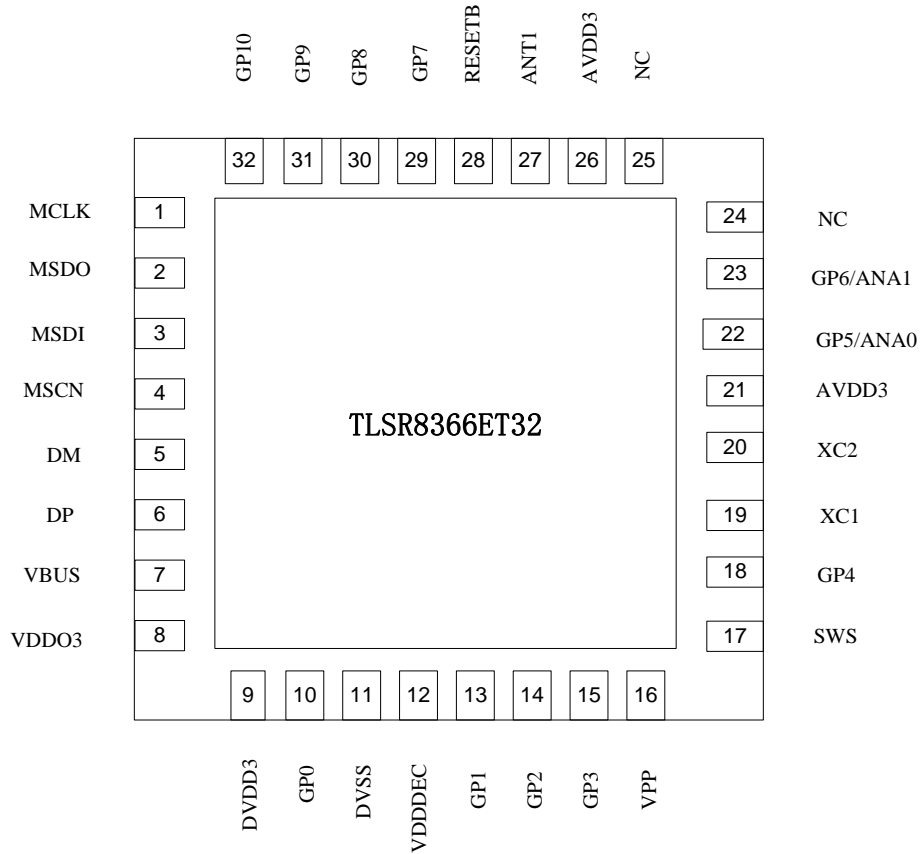 GP10
GP9
GP8
GP7
RESETB
ANT1
AVDD3
NC
32
31
30
29
28
27
26
25
MCLK
1
MSDO
2
MSDI
3
MSCN
4
DM
5
DP
6
VBUS
7
VDDO3
8
TLSR8366ET32
24
NC
23
GP6/ANA1
22
GP5/ANA0
21
AVDD3
20
XC2
19
XC1
18
GP4
17
SWS
9
10
11
12
13
14
15
16
DVDD3
GP0
DVSS
VDDDEC
GP1
GP2
GP3
VPP